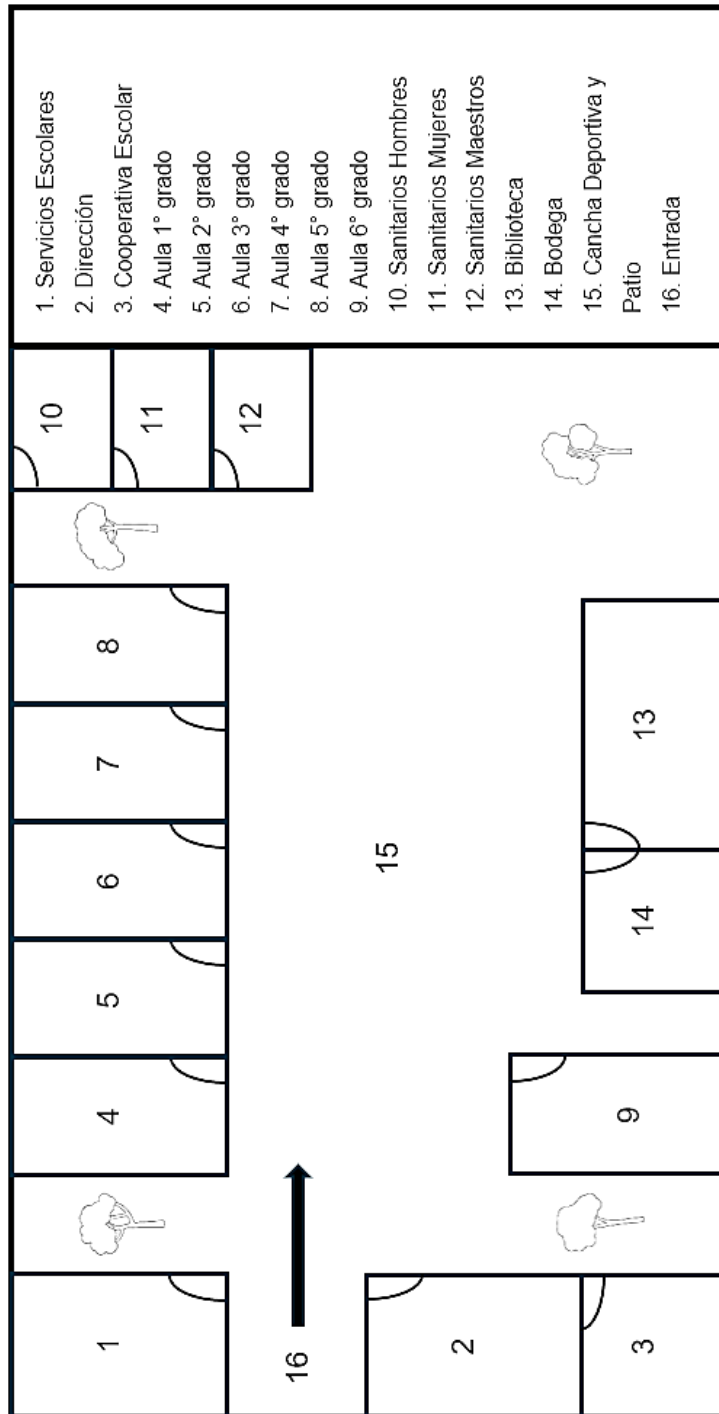 1. Servicios Escolares
2. Dirección
3. Cooperativa Escolar
4. Aula 1° grado
5. Aula 2° grado
6. Aula 3° grado
7. Aula 4° grado
8. Aula 5° grado
9. Aula 6° grado
10. Sanitarios Hombres
11. Sanitarios Mujeres
12. Sanitarios Maestros
13. Biblioteca
14. Bodega
15. Cancha Deportiva y
Patio
16. Entrada
10
11
12
8
7
6
5
4
1
15
16
13
14
9
2
3